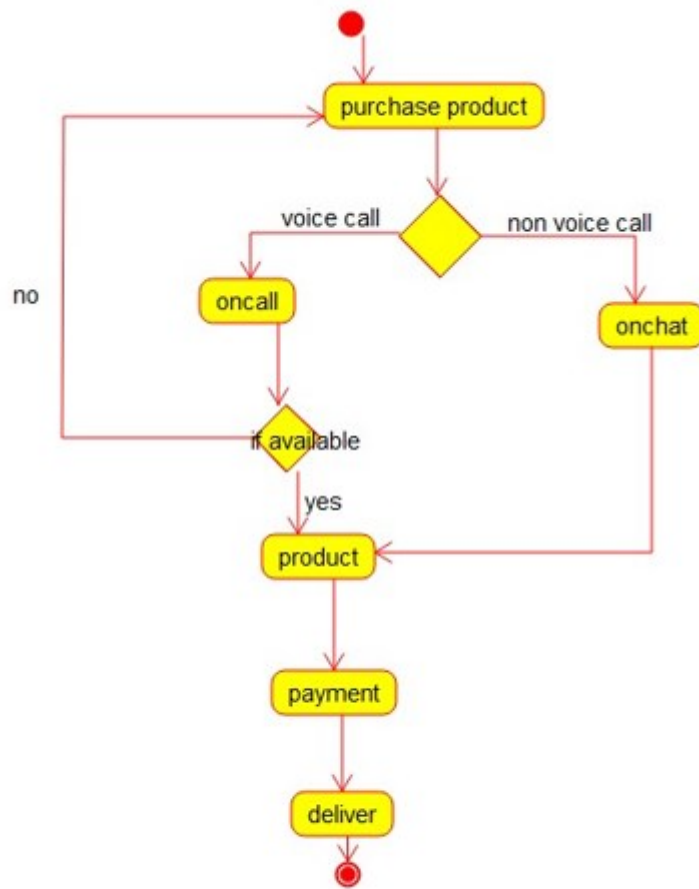 purchase product
voice call
non voice call
no
oncall
onchat
if available
yes
product
payment
deliver